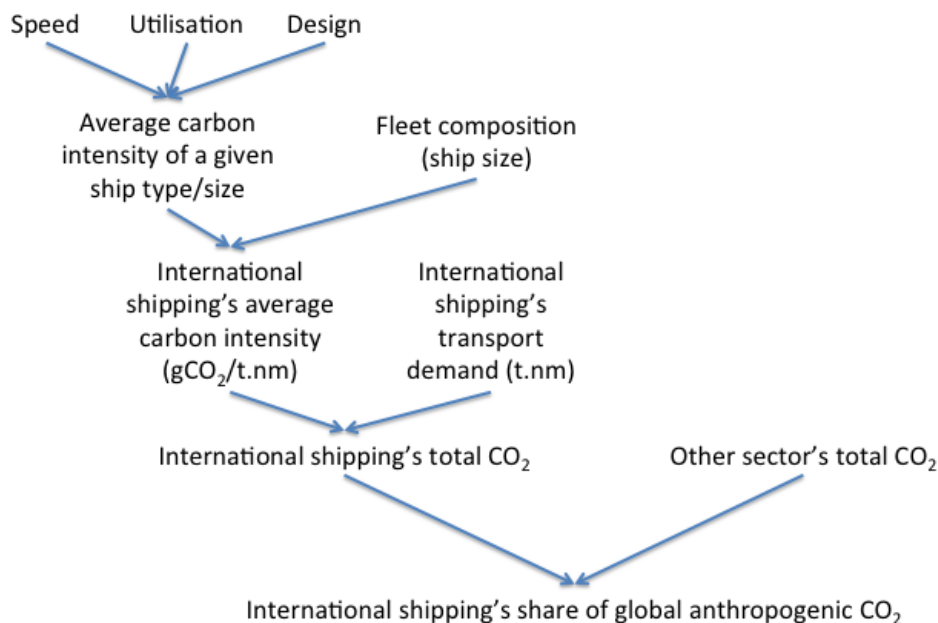 Speed Utilisation Design
Average carbon
intensity of a given
ship type/size
Fleet composition
(ship size)
International
shipping's average
carbon intensity
(gCO₂/t.nm)
International
shipping's
transport
demand (t.nm)
International shipping's total CO₂
Other sector's total CO₂
International shipping's share of global anthropogenic CO₂